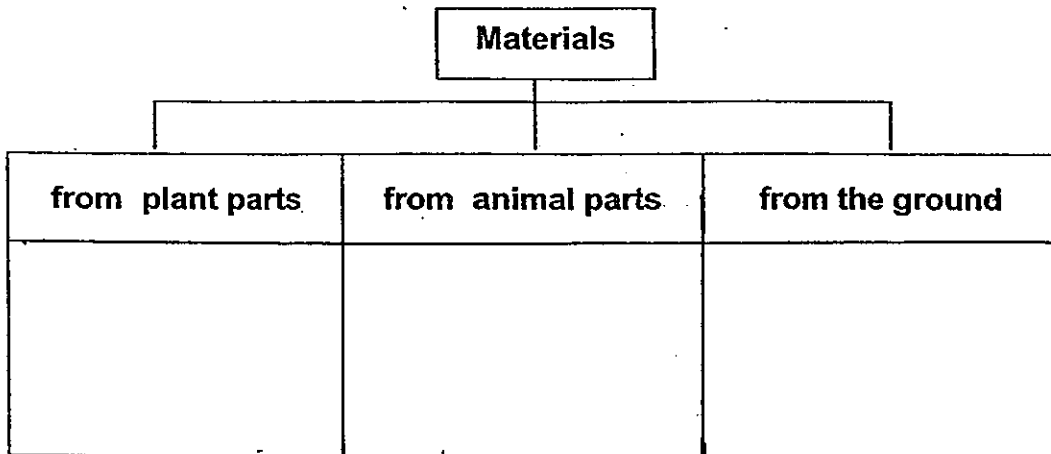 Materials
from plant parts
from animal parts
from the ground